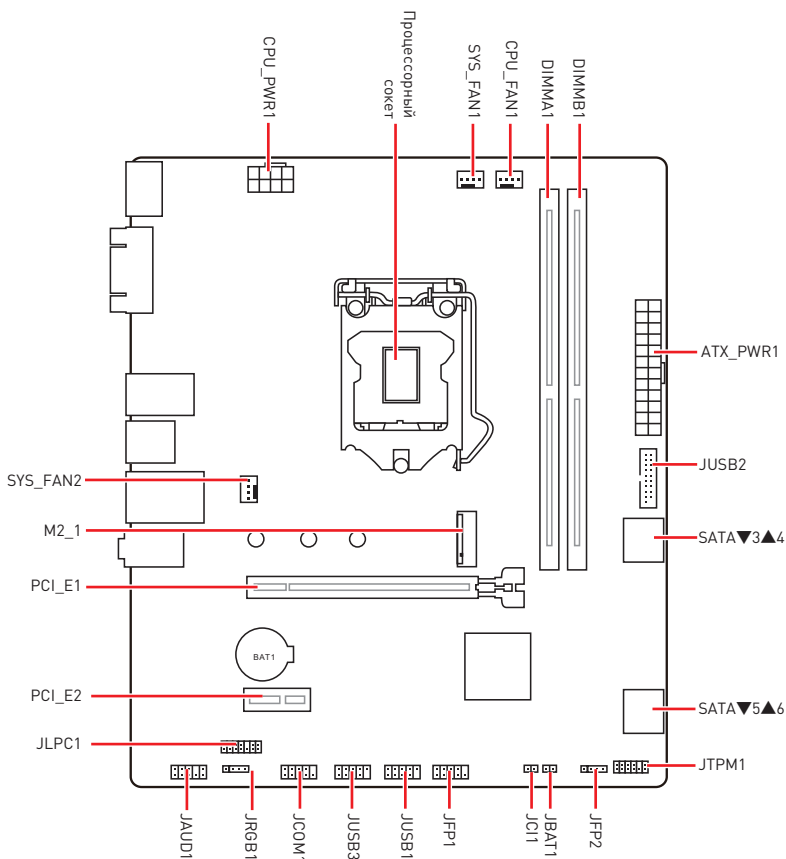 CPU_PWR1
Процессорный
сокет
SYS_FAN1
CPU_FAN1
DIMMA1
DIMMB1
ATX_PWR1
JUSB2
SYS_FAN2
M2_1
SATA▼3▲4
PCI_E1
BAT1
PCI_E2
SATA▼5▲6
JLPC1
JTPM1
JAUD1
JRGB1
JCOM1
JUSB3
JUSB1
JFP1
JCI1
JBAT1
JFP2